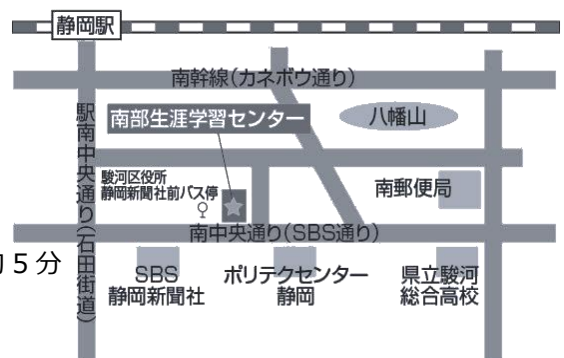 静岡駅
南幹線(カネボウ通り)
駅南中央通り(石田街道)
南部生涯学習センター
八幡山
駿河区役所
静岡新聞社前バス停
南郵便局
南中央通り(SBS通り)
約5分
SBS
静岡新聞社
ポリテクセンター
静岡
県立駿河
総合高校